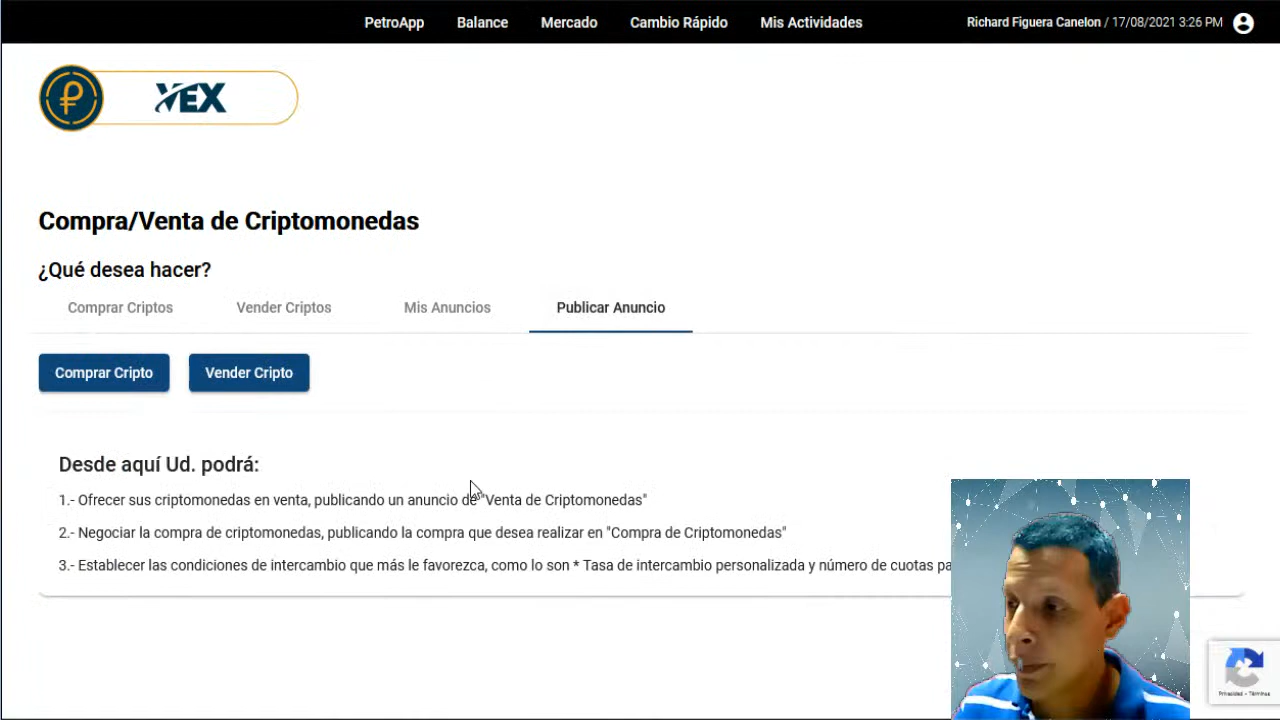 PetroApp Balance Mercado Cambio Rápido Mis Actividades Richard Figuera Canelon / 17/08/2021 3:26 PM
VEX
Compra/Venta de Criptomonedas
¿Qué desea hacer?
Comprar Criptos Vender Criptos Mis Anuncios Publicar Anuncio
Comprar Cripto Vender Cripto
Desde aquí Ud. podrá:
1.- Ofrecer sus criptomonedas en venta, publicando un anuncio de "Venta de Criptomonedas"
2.- Negociar la compra de criptomonedas, publicando la compra que desea realizar en "Compra de Criptomonedas"
3.- Establecer las condiciones de intercambio que más le favorezca, como lo son * Tasa de intercambio personalizada y número de cuotas pa
Privacidad - Términos